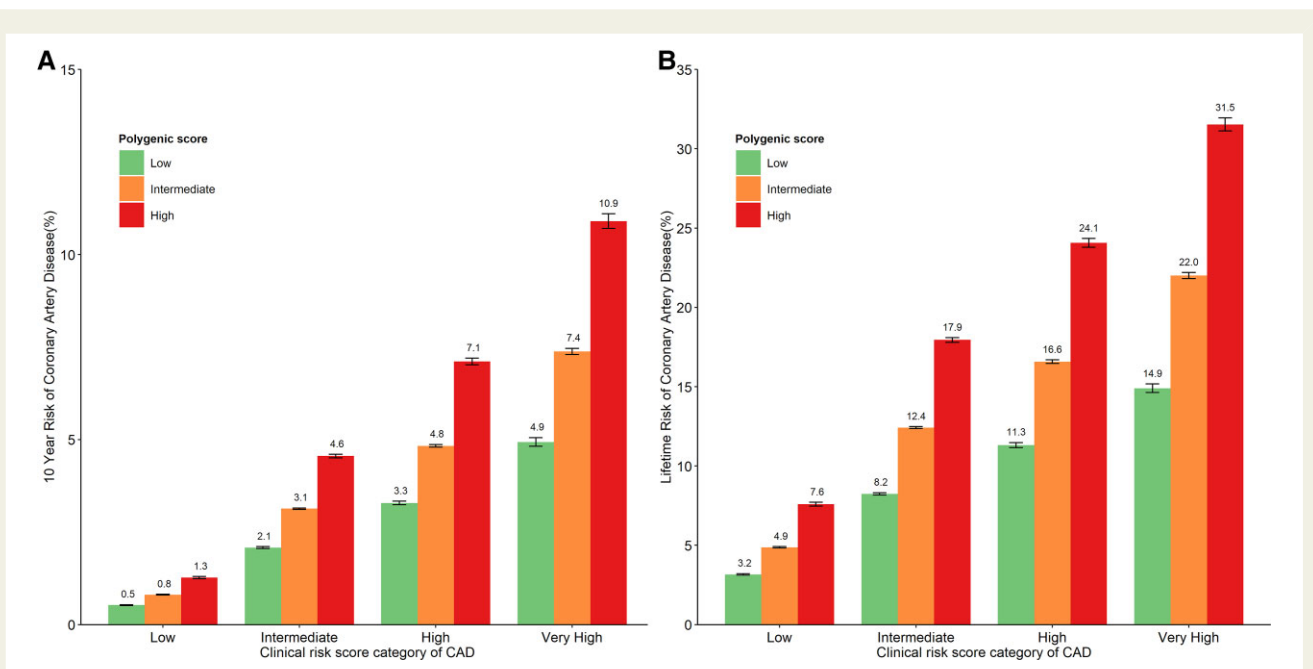 A
15
10
5
0
10 Year Risk of Coronary Artery Disease(%)
Polygenic score
Low
Intermediate
High
0.5
0.8
1.3
2.1
3.1
4.6
3.3
4.8
7.1
4.9
7.4
10.9
Low
Intermediate
High
Very High
Clinical risk score category of CAD
B
35
30
25
20
15
10
5
0
Lifetime Risk of Coronary Artery Disease(%)
Polygenic score
Low
Intermediate
High
3.2
4.9
7.6
8.2
12.4
17.9
11.3
16.6
24.1
14.9
22.0
31.5
Low
Intermediate
High
Very High
Clinical risk score category of CAD